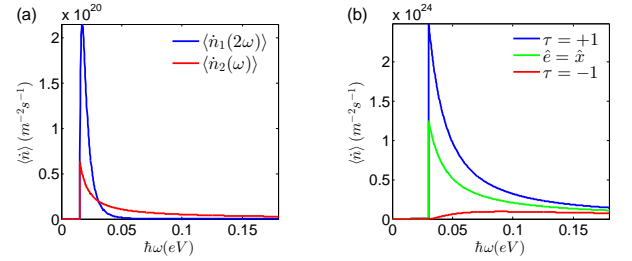 (a)
x 10^20
2
1.5
1
0.5
0
0 0.05 0.1 0.15
⟨ṅ⟩ (m⁻²s⁻¹)
ħω(eV)
⟨ṅ₁(2ω)⟩
⟨ṅ₂(ω)⟩
(b)
x 10^24
2
1.5
1
0.5
0
0 0.05 0.1 0.15
⟨ṅ⟩ (m⁻²s⁻¹)
ħω(eV)
τ = +1
ê = x̂
τ = −1